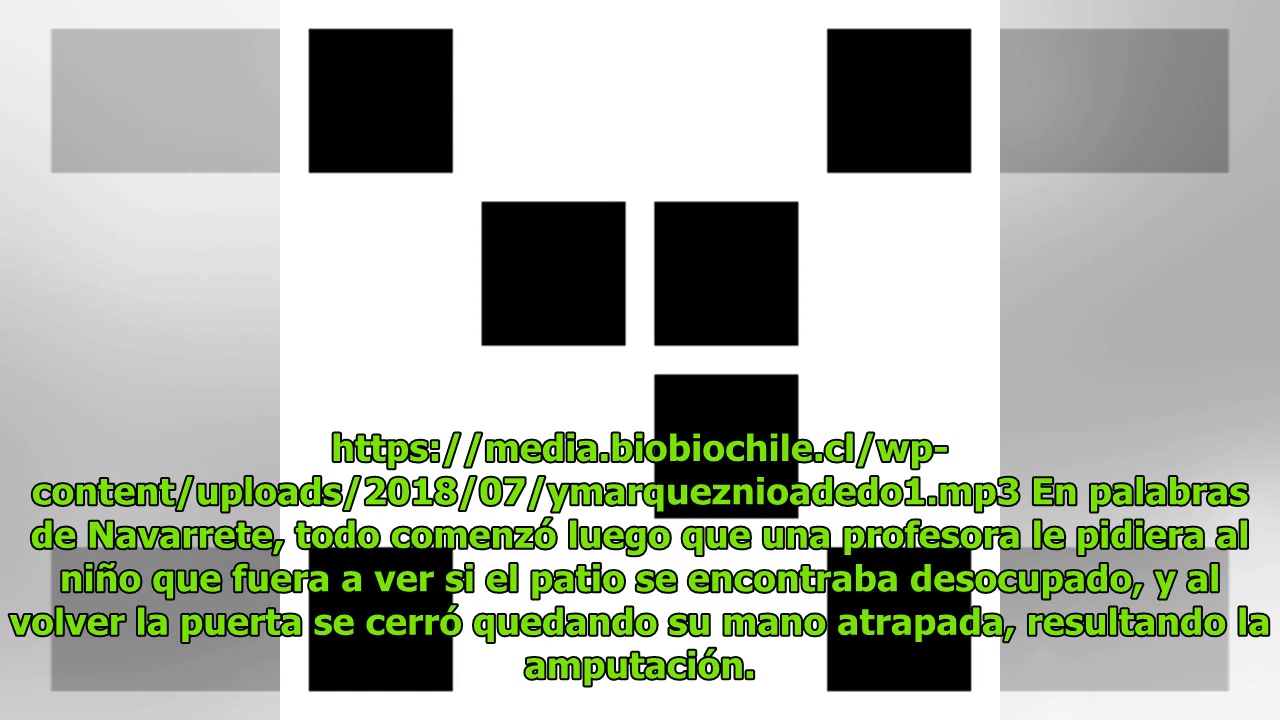 https://media.biobiochile.cl/wp-
content/uploads/2018/07/ymarqueznioadedo1.mp3 En palabras
de Navarrete, todo comenzó luego que una profesora le pidiera al
niño que fuera a ver si el patio se encontraba desocupado, y al
volver la puerta se cerró quedando su mano atrapada, resultando la
amputación.